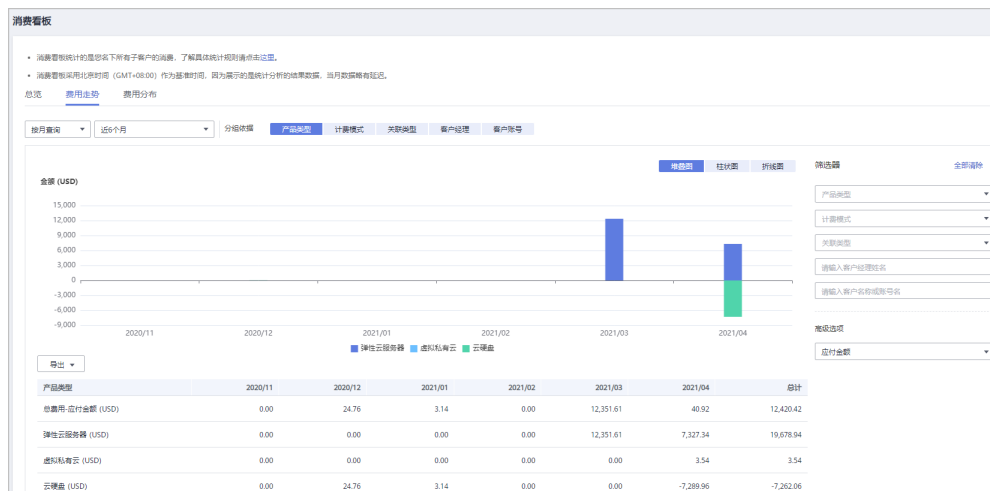 消费看板
消费看板统计的是您名下所有子客户的消费，了解具体统计规则请点击这里。
消费看板采用北京时间（GMT+08:00）作为基准时间，因为展示的是统计分析的结果数据，当月数据略有延迟。
总览 费用走势 费用分布
按月查询 近6个月 分组依据 产品类型 计费模式 关联类型 客户经理 客户账号
堆叠图 柱状图 折线图 筛选器 全部清除
金额 (USD)
产品类型
计费模式
关联类型
请输入客户经理姓名
请输入客户名称或账号名
高级选项
应付金额
15,000
12,000
9,000
6,000
3,000
0
-3,000
-6,000
-9,000
2020/11 2020/12 2021/01 2021/02 2021/03 2021/04
弹性云服务器 虚拟私有云 云硬盘
导出
产品类型 2020/11 2020/12 2021/01 2021/02 2021/03 2021/04 总计
总费用-应付金额 (USD) 0.00 24.76 3.14 0.00 12,351.61 40.92 12,420.42
弹性云服务器 (USD) 0.00 0.00 0.00 0.00 12,351.61 7,327.34 19,678.94
虚拟私有云 (USD) 0.00 0.00 0.00 0.00 0.00 3.54 3.54
云硬盘 (USD) 0.00 24.76 3.14 0.00 0.00 -7,289.96 -7,262.06